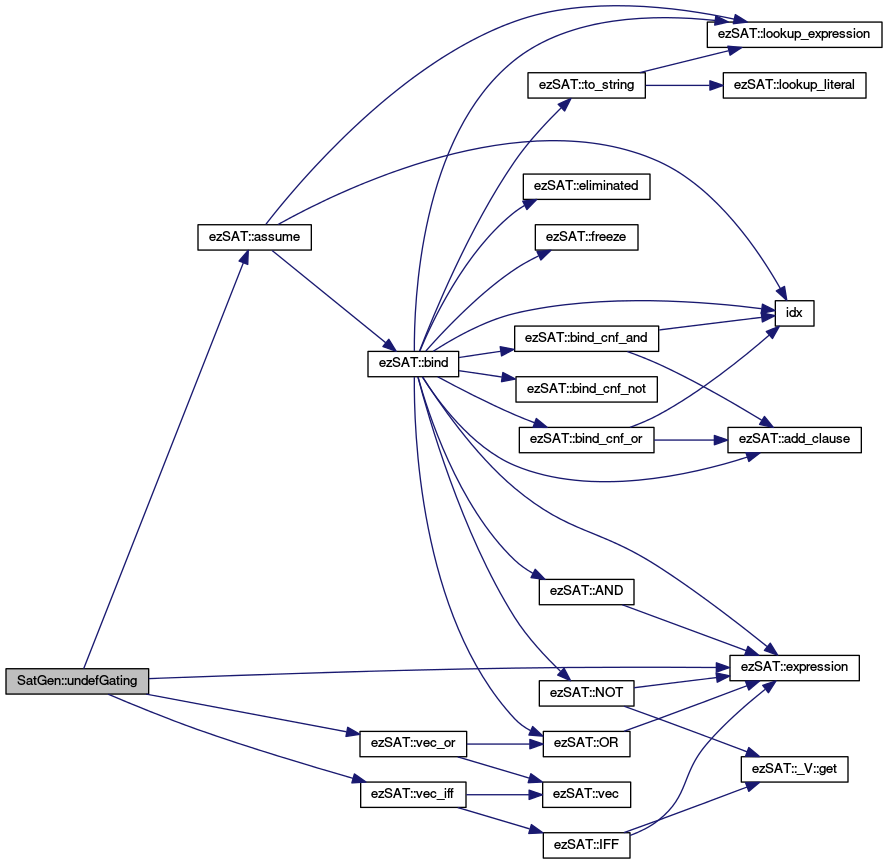 ezSAT::lookup_expression
ezSAT::to_string
ezSAT::lookup_literal
ezSAT::eliminated
ezSAT::assume
ezSAT::freeze
idx
ezSAT::bind_cnf_and
ezSAT::bind
ezSAT::bind_cnf_not
ezSAT::bind_cnf_or
ezSAT::add_clause
ezSAT::AND
SatGen::undefGating
ezSAT::expression
ezSAT::NOT
ezSAT::vec_or
ezSAT::OR
ezSAT::_V::get
ezSAT::vec_iff
ezSAT::vec
ezSAT::IFF